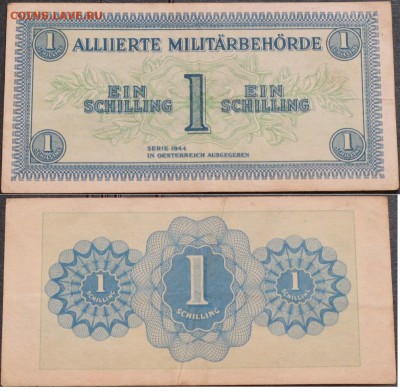 COINS.LAVE.RU
1 ALLIIERTE MILITÄRBEHÖRDE 1
EIN 1 EIN
SCHILLING SCHILLING
SERIE 1944
IN OESTERREICH AUSGEGEBEN
1 1
1 1 1
SCHILLING SCHILLING SCHILLING